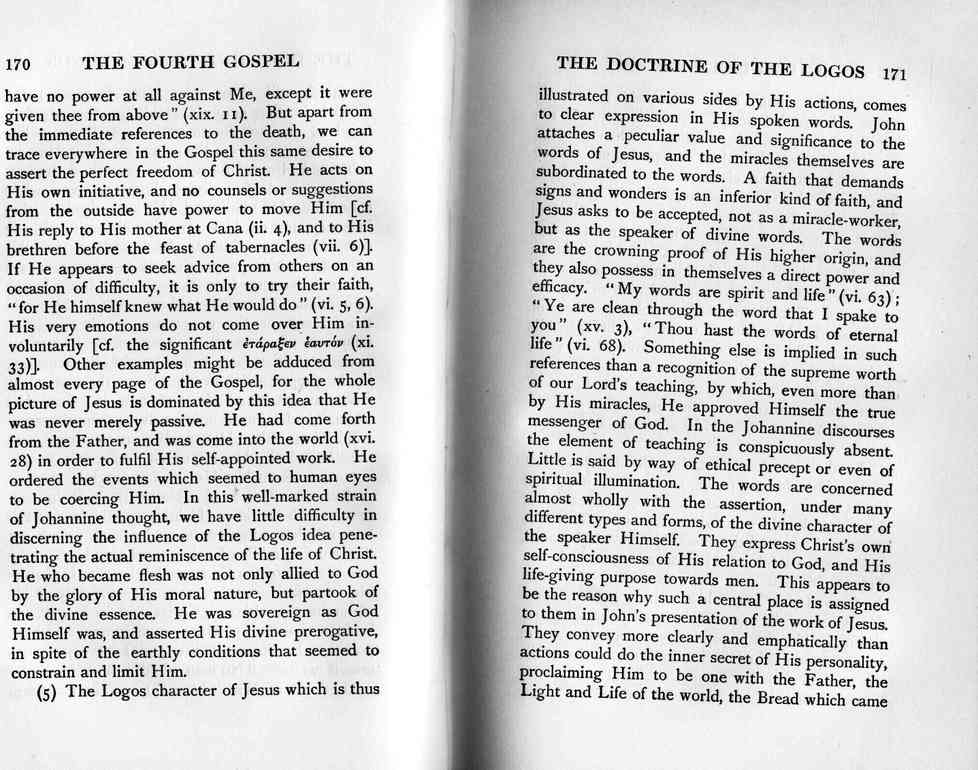 170 THE FOURTH GOSPEL
have no power at all against Me, except it were
given thee from above” (xix. 11). But apart from
the immediate references to the death, we can
trace everywhere in the Gospel this same desire to
assert the perfect freedom of Christ. He acts on
His own initiative, and no counsels or suggestions
from the outside have power to move Him [cf.
His reply to His mother at Cana (ii. 4), and to His
brethren before the feast of tabernacles (vii. 6)].
If He appears to seek advice from others on an
occasion of difficulty, it is only to try their faith,
“for He himself knew what He would do” (vi. 5, 6).
His very emotions do not come over Him in-
voluntarily [cf. the significant ἐτάραξεν ἑαυτόν (xi.
33)]. Other examples might be adduced from
almost every page of the Gospel, for the whole
picture of Jesus is dominated by this idea that He
was never merely passive. He had come forth
from the Father, and was come into the world (xvi.
28) in order to fulfil His self-appointed work. He
ordered the events which seemed to human eyes
to be coercing Him. In this well-marked strain
of Johannine thought, we have little difficulty in
discerning the influence of the Logos idea pene-
trating the actual reminiscence of the life of Christ.
He who became flesh was not only allied to God
by the glory of His moral nature, but partook of
the divine essence. He was sovereign as God
Himself was, and asserted His divine prerogative,
in spite of the earthly conditions that seemed to
constrain and limit Him.
(5) The Logos character of Jesus which is thus
THE DOCTRINE OF THE LOGOS 171
illustrated on various sides by His actions, comes
to clear expression in His spoken words. John
attaches a peculiar value and significance to the
words of Jesus, and the miracles themselves are
subordinated to the words. A faith that demands
signs and wonders is an inferior kind of faith, and
Jesus asks to be accepted, not as a miracle-worker,
but as the speaker of divine words. The words
are the crowning proof of His higher origin, and
they also possess in themselves a direct power and
efficacy. “My words are spirit and life” (vi. 63);
“Ye are clean through the word that I spake to
you” (xv. 3), “Thou hast the words of eternal
life” (vi. 68). Something else is implied in such
references than a recognition of the supreme worth
of our Lord’s teaching, by which, even more than
by His miracles, He approved Himself the true
messenger of God. In the Johannine discourses
the element of teaching is conspicuously absent.
Little is said by way of ethical precept or even of
spiritual illumination. The words are concerned
almost wholly with the assertion, under many
different types and forms, of the divine character of
the speaker Himself. They express Christ’s own
self-consciousness of His relation to God, and His
life-giving purpose towards men. This appears to
be the reason why such a central place is assigned
to them in John’s presentation of the work of Jesus.
They convey more clearly and emphatically than
actions could do the inner secret of His personality,
proclaiming Him to be one with the Father, the
Light and Life of the world, the Bread which came